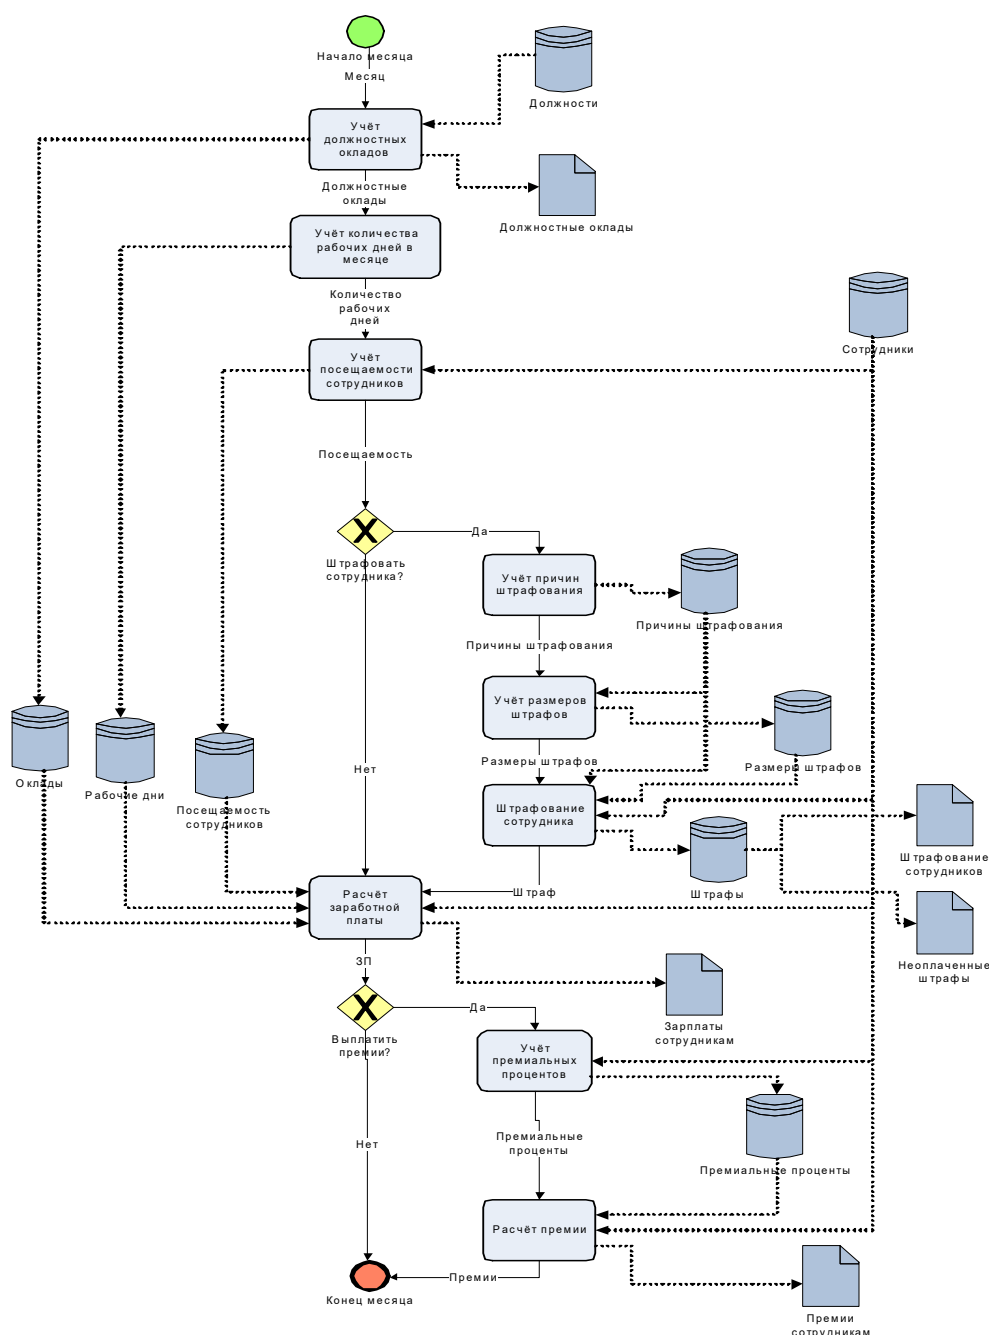 Начало месяца
Месяц
Должности
Учёт
должностных
окладов
Должностные
оклады
Должностные оклады
Учёт количества
рабочих дней в
месяце
Количество
рабочих
дней
Сотрудники
Учёт
посещаемости
сотрудников
Посещаемость
Да
Штрафовать
сотрудника?
Учёт причин
штрафования
Причины штрафования
Причины штрафования
Учёт размеров
штрафов
Размеры штрафов
Размеры штрафов
Нет
Оклады
Рабочие дни
Посещаемость
сотрудников
Штрафование
сотрудника
Штрафование
сотрудников
Штраф
Штрафы
Расчёт
заработной
платы
Неоплаченные
штрафы
ЗП
Да
Выплатить
премии?
Зарплаты
сотрудникам
Учёт
премиальных
процентов
Нет
Премиальные
проценты
Премиальные проценты
Расчёт премии
Премии
Конец месяца
Премии
сотрудникам